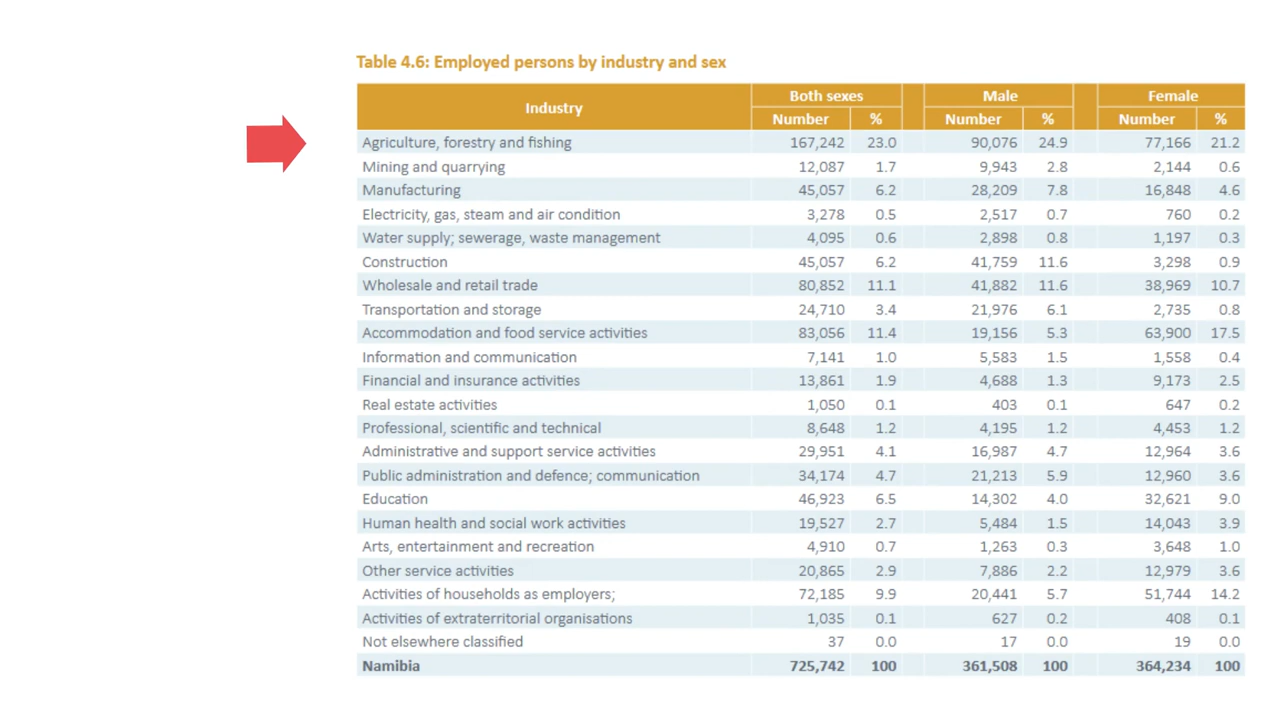 Table 4.6: Employed persons by industry and sex
Industry Both sexes Male Female
Number % Number % Number %
Agriculture, forestry and fishing 167,242 23.0 90,076 24.9 77,166 21.2
Mining and quarrying 12,087 1.7 9,943 2.8 2,144 0.6
Manufacturing 45,057 6.2 28,209 7.8 16,848 4.6
Electricity, gas, steam and air condition 3,278 0.5 2,517 0.7 760 0.2
Water supply; sewerage, waste management 4,095 0.6 2,898 0.8 1,197 0.3
Construction 45,057 6.2 41,759 11.6 3,298 0.9
Wholesale and retail trade 80,852 11.1 41,882 11.6 38,969 10.7
Transportation and storage 24,710 3.4 21,976 6.1 2,735 0.8
Accommodation and food service activities 83,056 11.4 19,156 5.3 63,900 17.5
Information and communication 7,141 1.0 5,583 1.5 1,558 0.4
Financial and insurance activities 13,861 1.9 4,688 1.3 9,173 2.5
Real estate activities 1,050 0.1 403 0.1 647 0.2
Professional, scientific and technical 8,648 1.2 4,195 1.2 4,453 1.2
Administrative and support service activities 29,951 4.1 16,987 4.7 12,964 3.6
Public administration and defence; communication 34,174 4.7 21,213 5.9 12,960 3.6
Education 46,923 6.5 14,302 4.0 32,621 9.0
Human health and social work activities 19,527 2.7 5,484 1.5 14,043 3.9
Arts, entertainment and recreation 4,910 0.7 1,263 0.3 3,648 1.0
Other service activities 20,865 2.9 7,886 2.2 12,979 3.6
Activities of households as employers; 72,185 9.9 20,441 5.7 51,744 14.2
Activities of extraterritorial organisations 1,035 0.1 627 0.2 408 0.1
Not elsewhere classified 37 0.0 17 0.0 19 0.0
Namibia 725,742 100 361,508 100 364,234 100